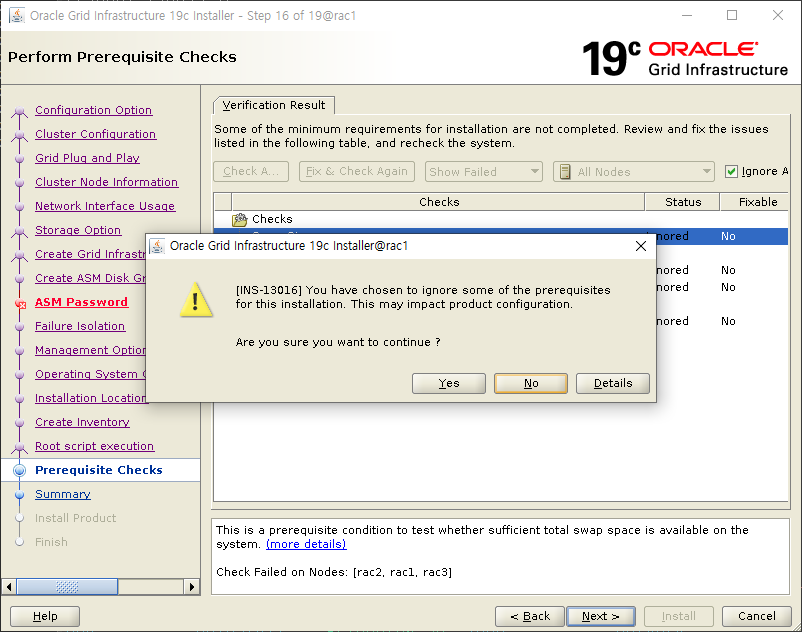 Oracle Grid Infrastructure 19c Installer - Step 16 of 19@rac1
Perform Prerequisite Checks
19c ORACLE
Grid Infrastructure
Configuration Option
Cluster Configuration
Grid Plug and Play
Cluster Node Information
Network Interface Usage
Storage Option
Create Grid Infrastr
Create ASM Disk Gr
ASM Password
Failure Isolation
Management Option
Operating System
Installation Location
Create Inventory
Root script execution
Prerequisite Checks
Summary
Install Product
Finish
Verification Result
Some of the minimum requirements for installation are not completed. Review and fix the issues
listed in the following table, and recheck the system.
Check A... Fix & Check Again Show Failed All Nodes Ignore A
Checks Status Fixable
Checks
nored No
nored No
nored No
nored No
Oracle Grid Infrastructure 19c Installer@rac1
[INS-13016] You have chosen to ignore some of the prerequisites
for this installation. This may impact product configuration.
Are you sure you want to continue ?
Yes No Details
This is a prerequisite condition to test whether sufficient total swap space is available on the
system. (more details)
Check Failed on Nodes: [rac2, rac1, rac3]
Help < Back Next > Install Cancel